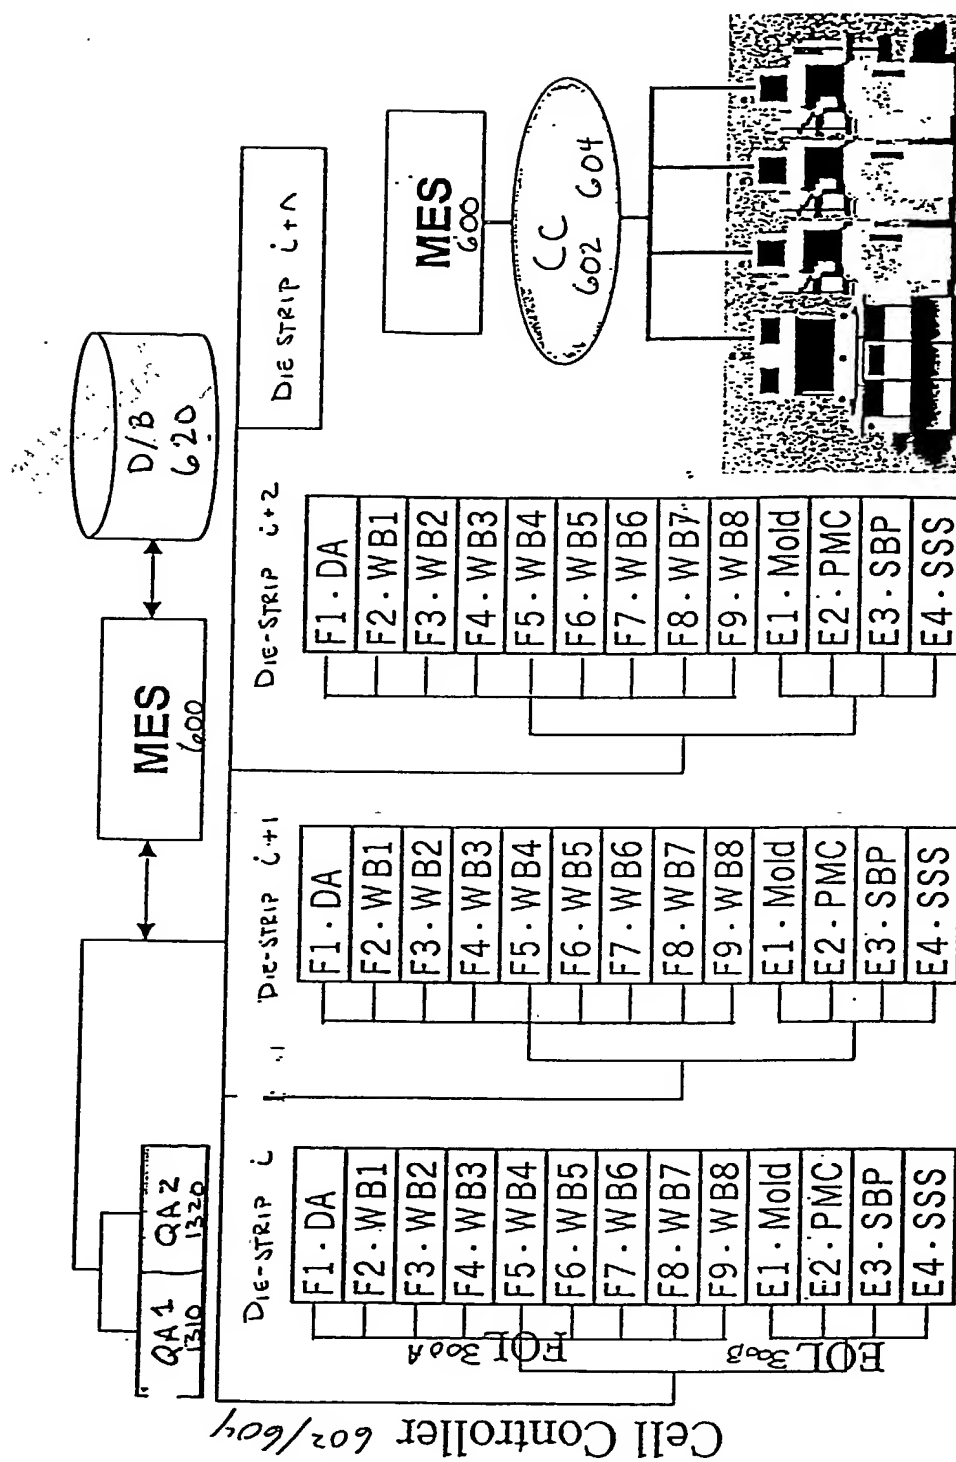 Cell Controller 602/604
QA1
1310
QA2
1320
MES
600
D/B
620
DIE-STRIP i
F1·DA
F2·WB1
F3·WB2
F4·WB3
F5·WB4
F6·WB5
F7·WB6
F8·WB7
F9·WB8
E1·Mold
E2·PMC
E3·SBP
E4·SSS
FOL 300A
EOL 300B
DIE-STRIP i+1
F1·DA
F2·WB1
F3·WB2
F4·WB3
F5·WB4
F6·WB5
F7·WB6
F8·WB7
F9·WB8
E1·Mold
E2·PMC
E3·SBP
E4·SSS
DIE-STRIP i+2
F1·DA
F2·WB1
F3·WB2
F4·WB3
F5·WB4
F6·WB5
F7·WB6
F8·WB7
F9·WB8
E1·Mold
E2·PMC
E3·SBP
E4·SSS
DIE STRIP i+n
MES
600
CC
602 604